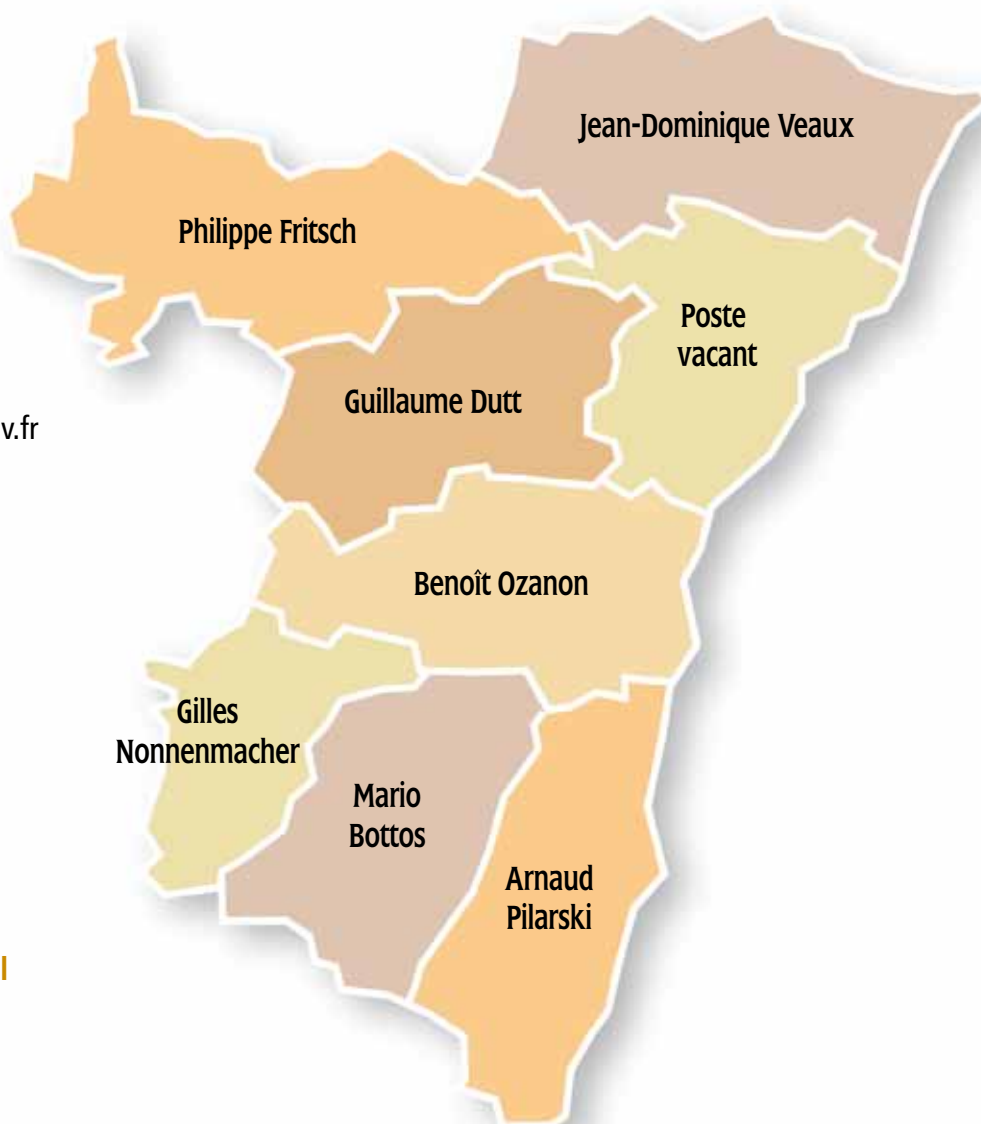 Jean-Dominique Veaux
Philippe Fritsch
Poste
vacant
Guillaume Dutt
v.fr
Benoît Ozanon
Gilles
Nonnenmacher
Mario
Bottos
Arnaud
Pilarski
l